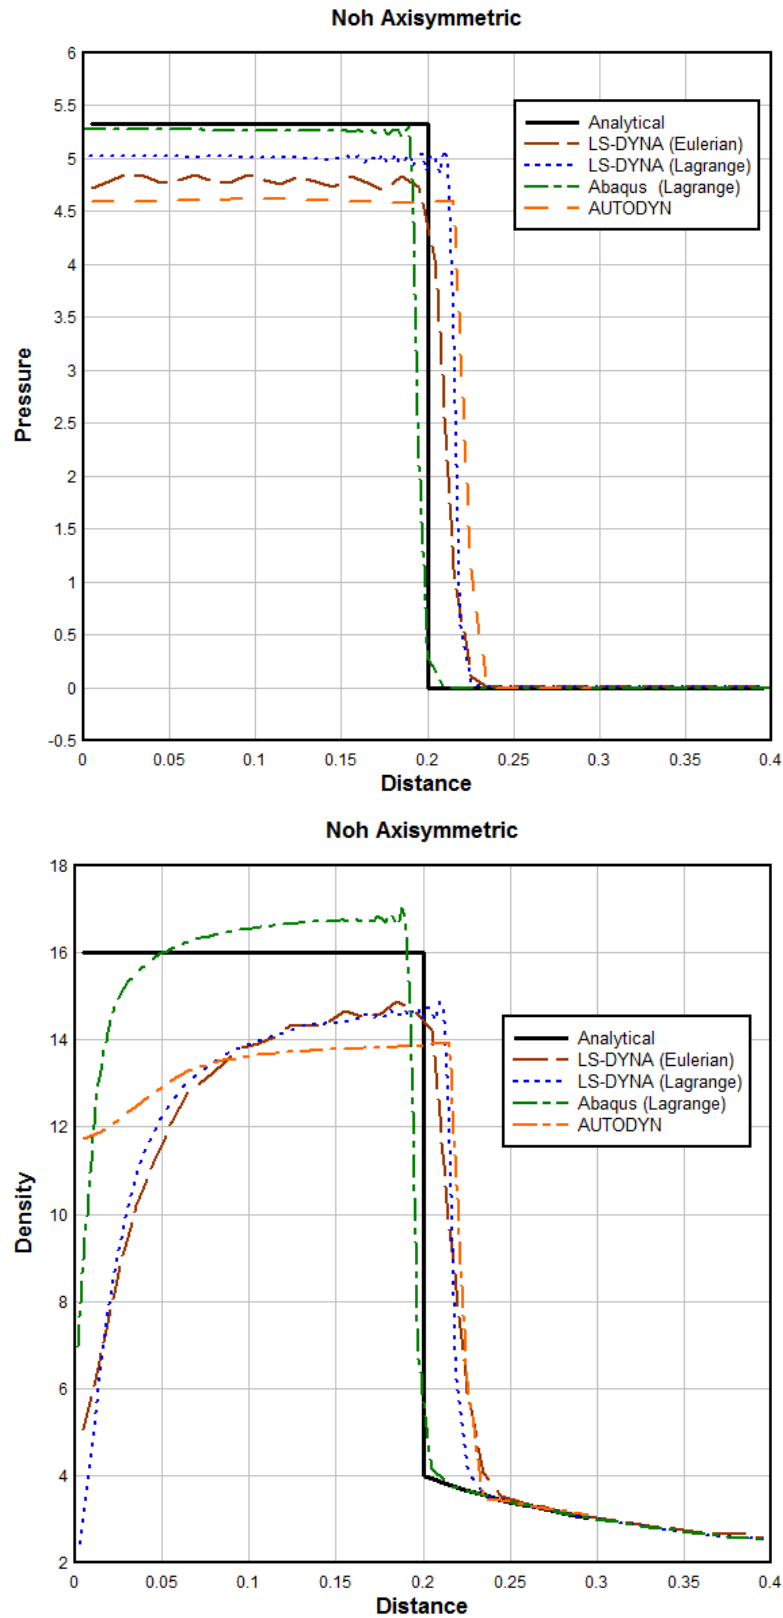 Noh Axisymmetric
6
5.5
5
4.5
4
3.5
3
2.5
2
1.5
1
0.5
0
-0.5
Pressure
Analytical
LS-DYNA (Eulerian)
LS-DYNA (Lagrange)
Abaqus (Lagrange)
AUTODYN
0 0.05 0.1 0.15 0.2 0.25 0.3 0.35 0.4
Distance
Noh Axisymmetric
18
16
14
12
10
8
6
4
2
Density
Analytical
LS-DYNA (Eulerian)
LS-DYNA (Lagrange)
Abaqus (Lagrange)
AUTODYN
0 0.05 0.1 0.15 0.2 0.25 0.3 0.35 0.4
Distance